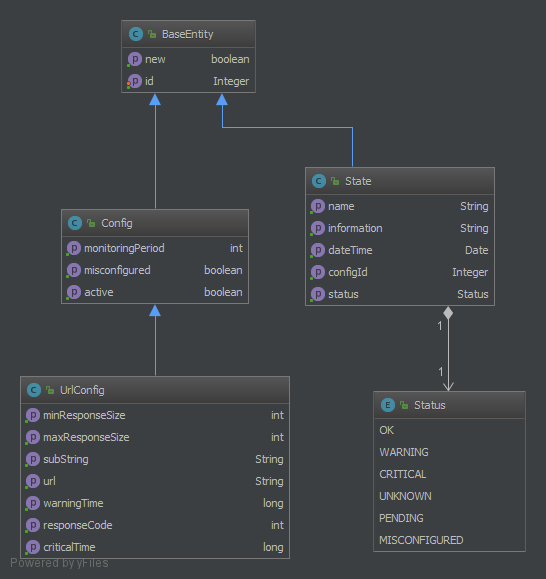 C BaseEntity
p new boolean
p id Integer
C State
p name String
p information String
p dateTime Date
p configId Integer
p status Status
C Config
p monitoringPeriod int
p misconfigured boolean
p active boolean
1
1
C UrlConfig
p minResponseSize int
p maxResponseSize int
p subString String
p url String
p warningTime long
p responseCode int
p criticalTime long
E Status
OK
WARNING
CRITICAL
UNKNOWN
PENDING
MISCONFIGURED
Powered by yFiles